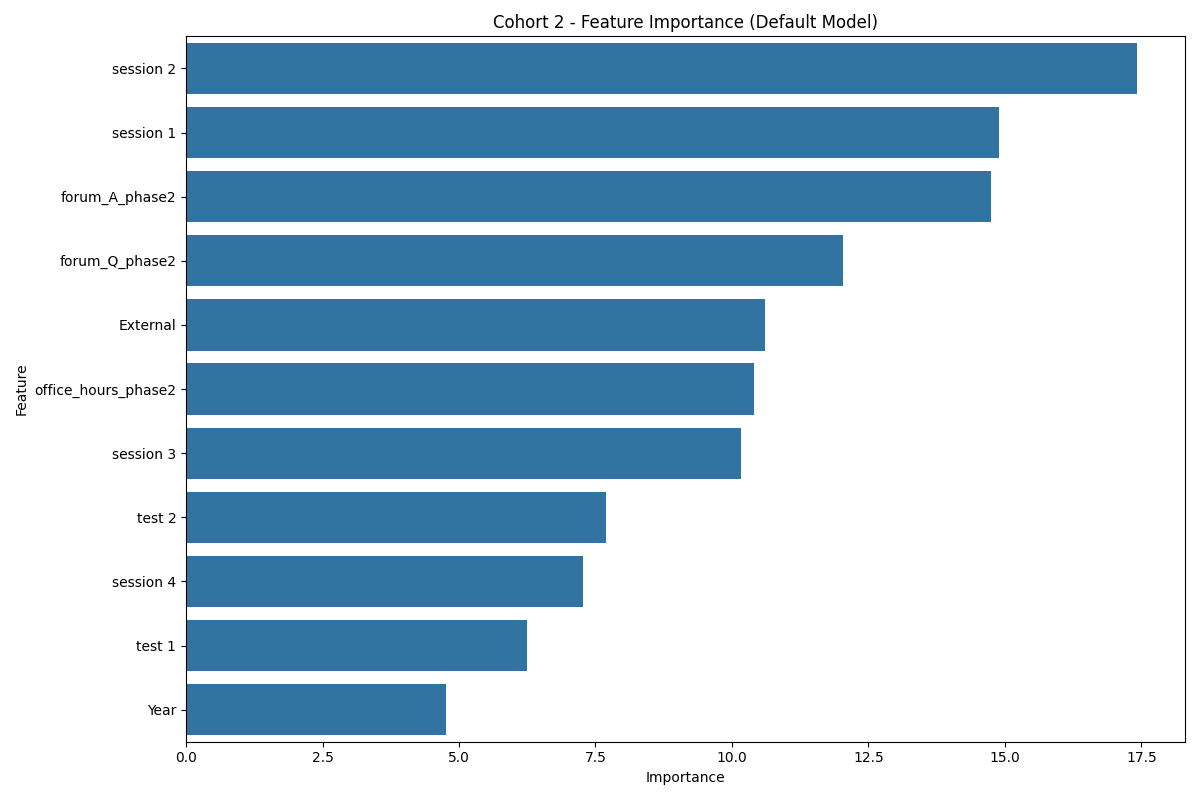 Cohort 2 - Feature Importance (Default Model)
session 2
session 1
forum_A_phase2
forum_Q_phase2
External
office_hours_phase2
session 3
test 2
session 4
test 1
Year
Feature
0.0 2.5 5.0 7.5 10.0 12.5 15.0 17.5
Importance